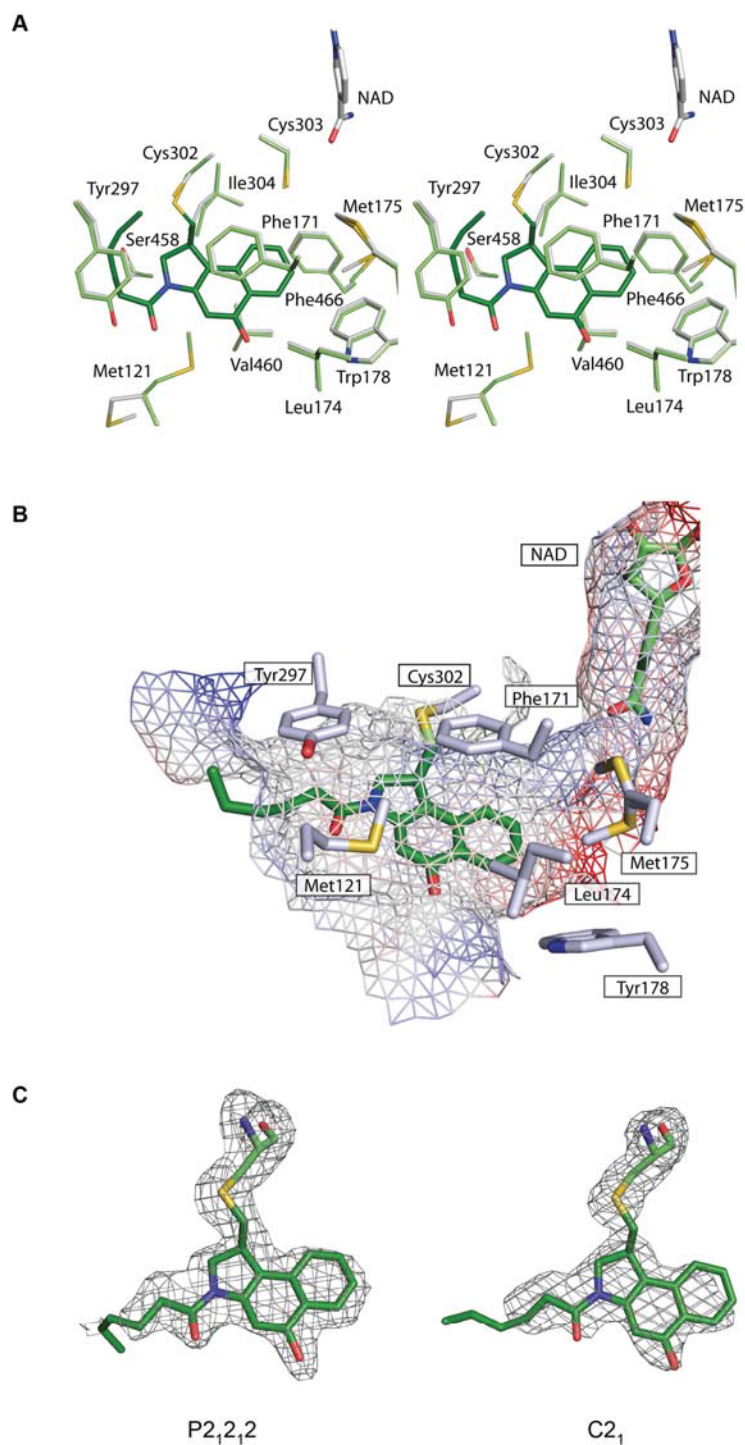 A
NAD NAD
Cys303 Cys303
Cys302 Cys302
Tyr297 Ile304 Tyr297 Ile304
Phe171 Met175 Phe171 Met175
Ser458 Ser458
Phe466 Phe466
Met121 Val460 Trp178 Met121 Val460 Trp178
Leu174 Leu174
B
NAD
Tyr297 Cys302
Phe171
Met175
Met121 Leu174
Tyr178
C
P2₁2₁2 C2₁